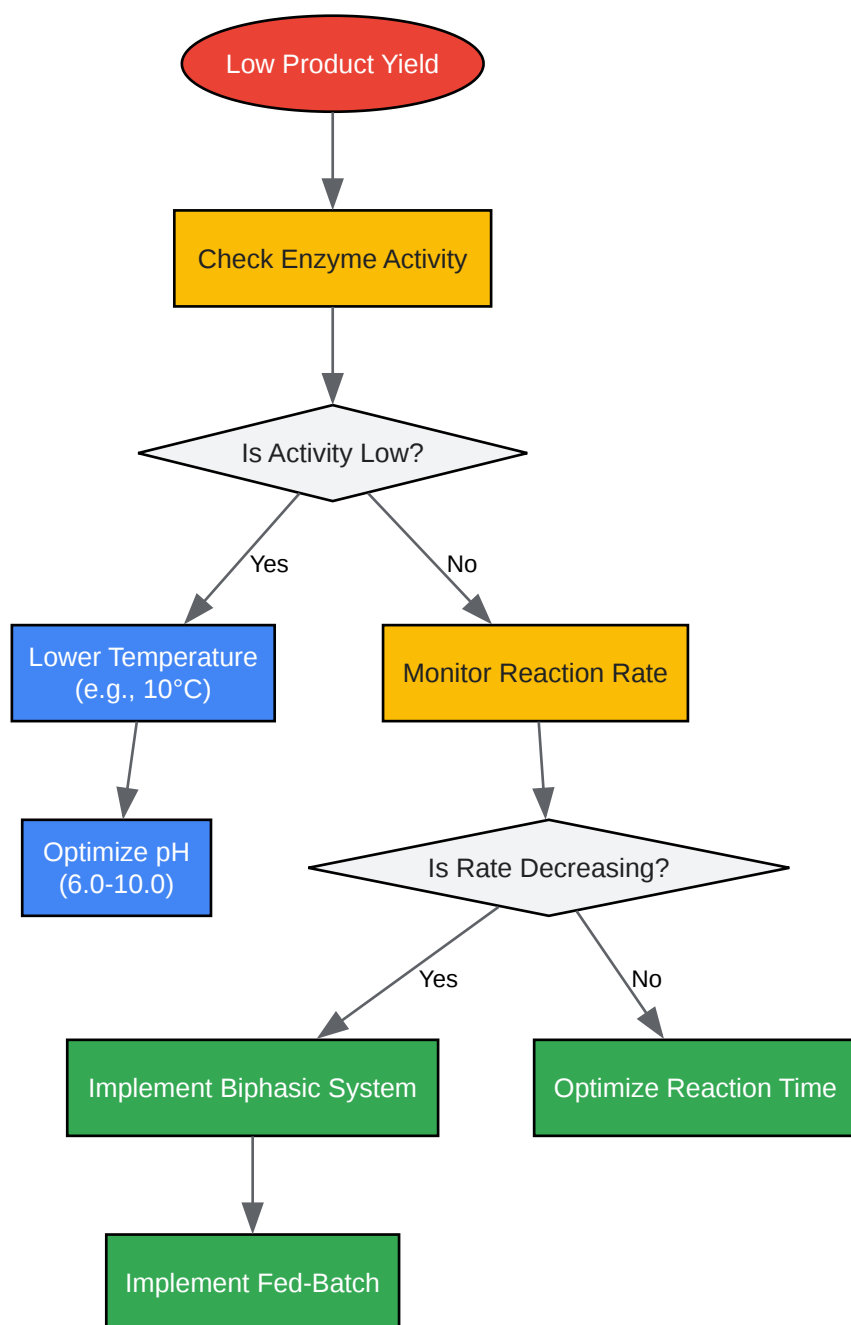 Low Product Yield
Check Enzyme Activity
Is Activity Low?
Yes
No
Lower Temperature
(e.g., 10°C)
Monitor Reaction Rate
Optimize pH
(6.0-10.0)
Is Rate Decreasing?
Yes
No
Implement Biphasic System
Optimize Reaction Time
Implement Fed-Batch